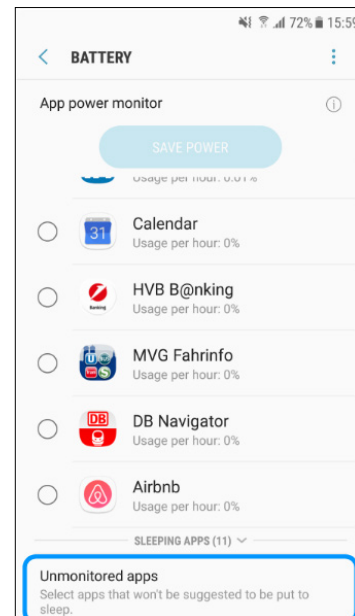 72% 15:59
BATTERY
App power monitor
SAVE POWER
Usage per hour: 0.01%
31
Calendar
Usage per hour: 0%
Banking
HVB B@nking
Usage per hour: 0%
U
S
MVG Fahrinfo
Usage per hour: 0%
DB
DB Navigator
Usage per hour: 0%
Airbnb
Usage per hour: 0%
SLEEPING APPS (11)
Unmonitored apps
Select apps that won't be suggested to be put to
sleep.